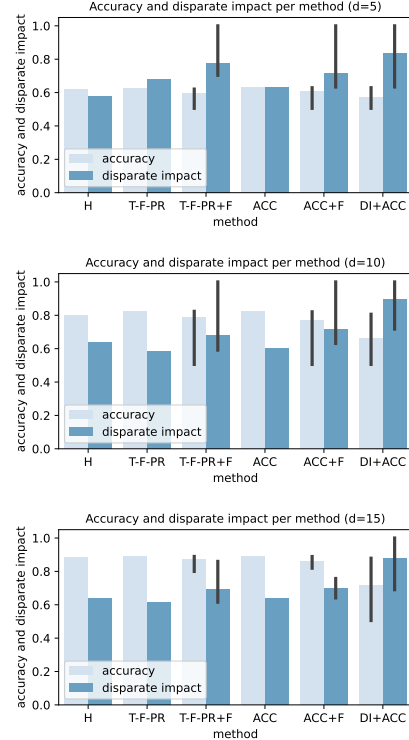 Accuracy and disparate impact per method (d=5)
accuracy and disparate impact
1.0
0.8
0.6
0.4
0.2
0.0
accuracy
disparate impact
H T-F-PR T-F-PR+F ACC ACC+F DI+ACC
method
Accuracy and disparate impact per method (d=10)
accuracy and disparate impact
1.0
0.8
0.6
0.4
0.2
0.0
accuracy
disparate impact
H T-F-PR T-F-PR+F ACC ACC+F DI+ACC
method
Accuracy and disparate impact per method (d=15)
accuracy and disparate impact
1.0
0.8
0.6
0.4
0.2
0.0
accuracy
disparate impact
H T-F-PR T-F-PR+F ACC ACC+F DI+ACC
method